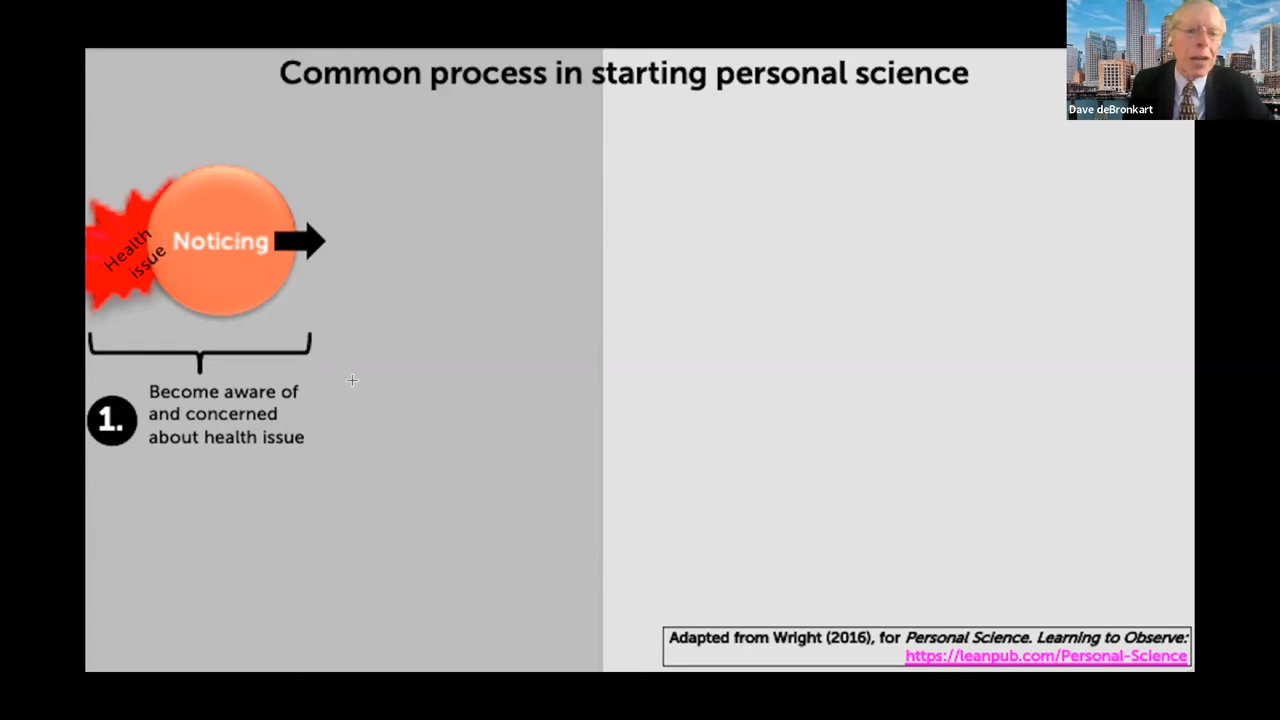 Common process in starting personal science
Dave deBronkart
Health
issue
Noticing
1.
Become aware of
and concerned
about health issue
Adapted from Wright (2016), for Personal Science. Learning to Observe:
https://leanpub.com/Personal-Science